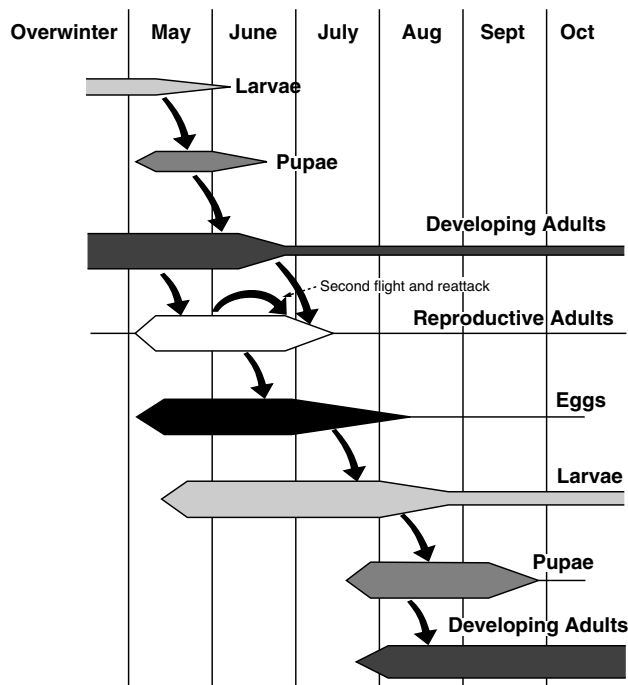 Overwinter May June July Aug Sept Oct
Larvae
Pupae
Developing Adults
Second flight and reattack
Reproductive Adults
Eggs
Larvae
Pupae
Developing Adults